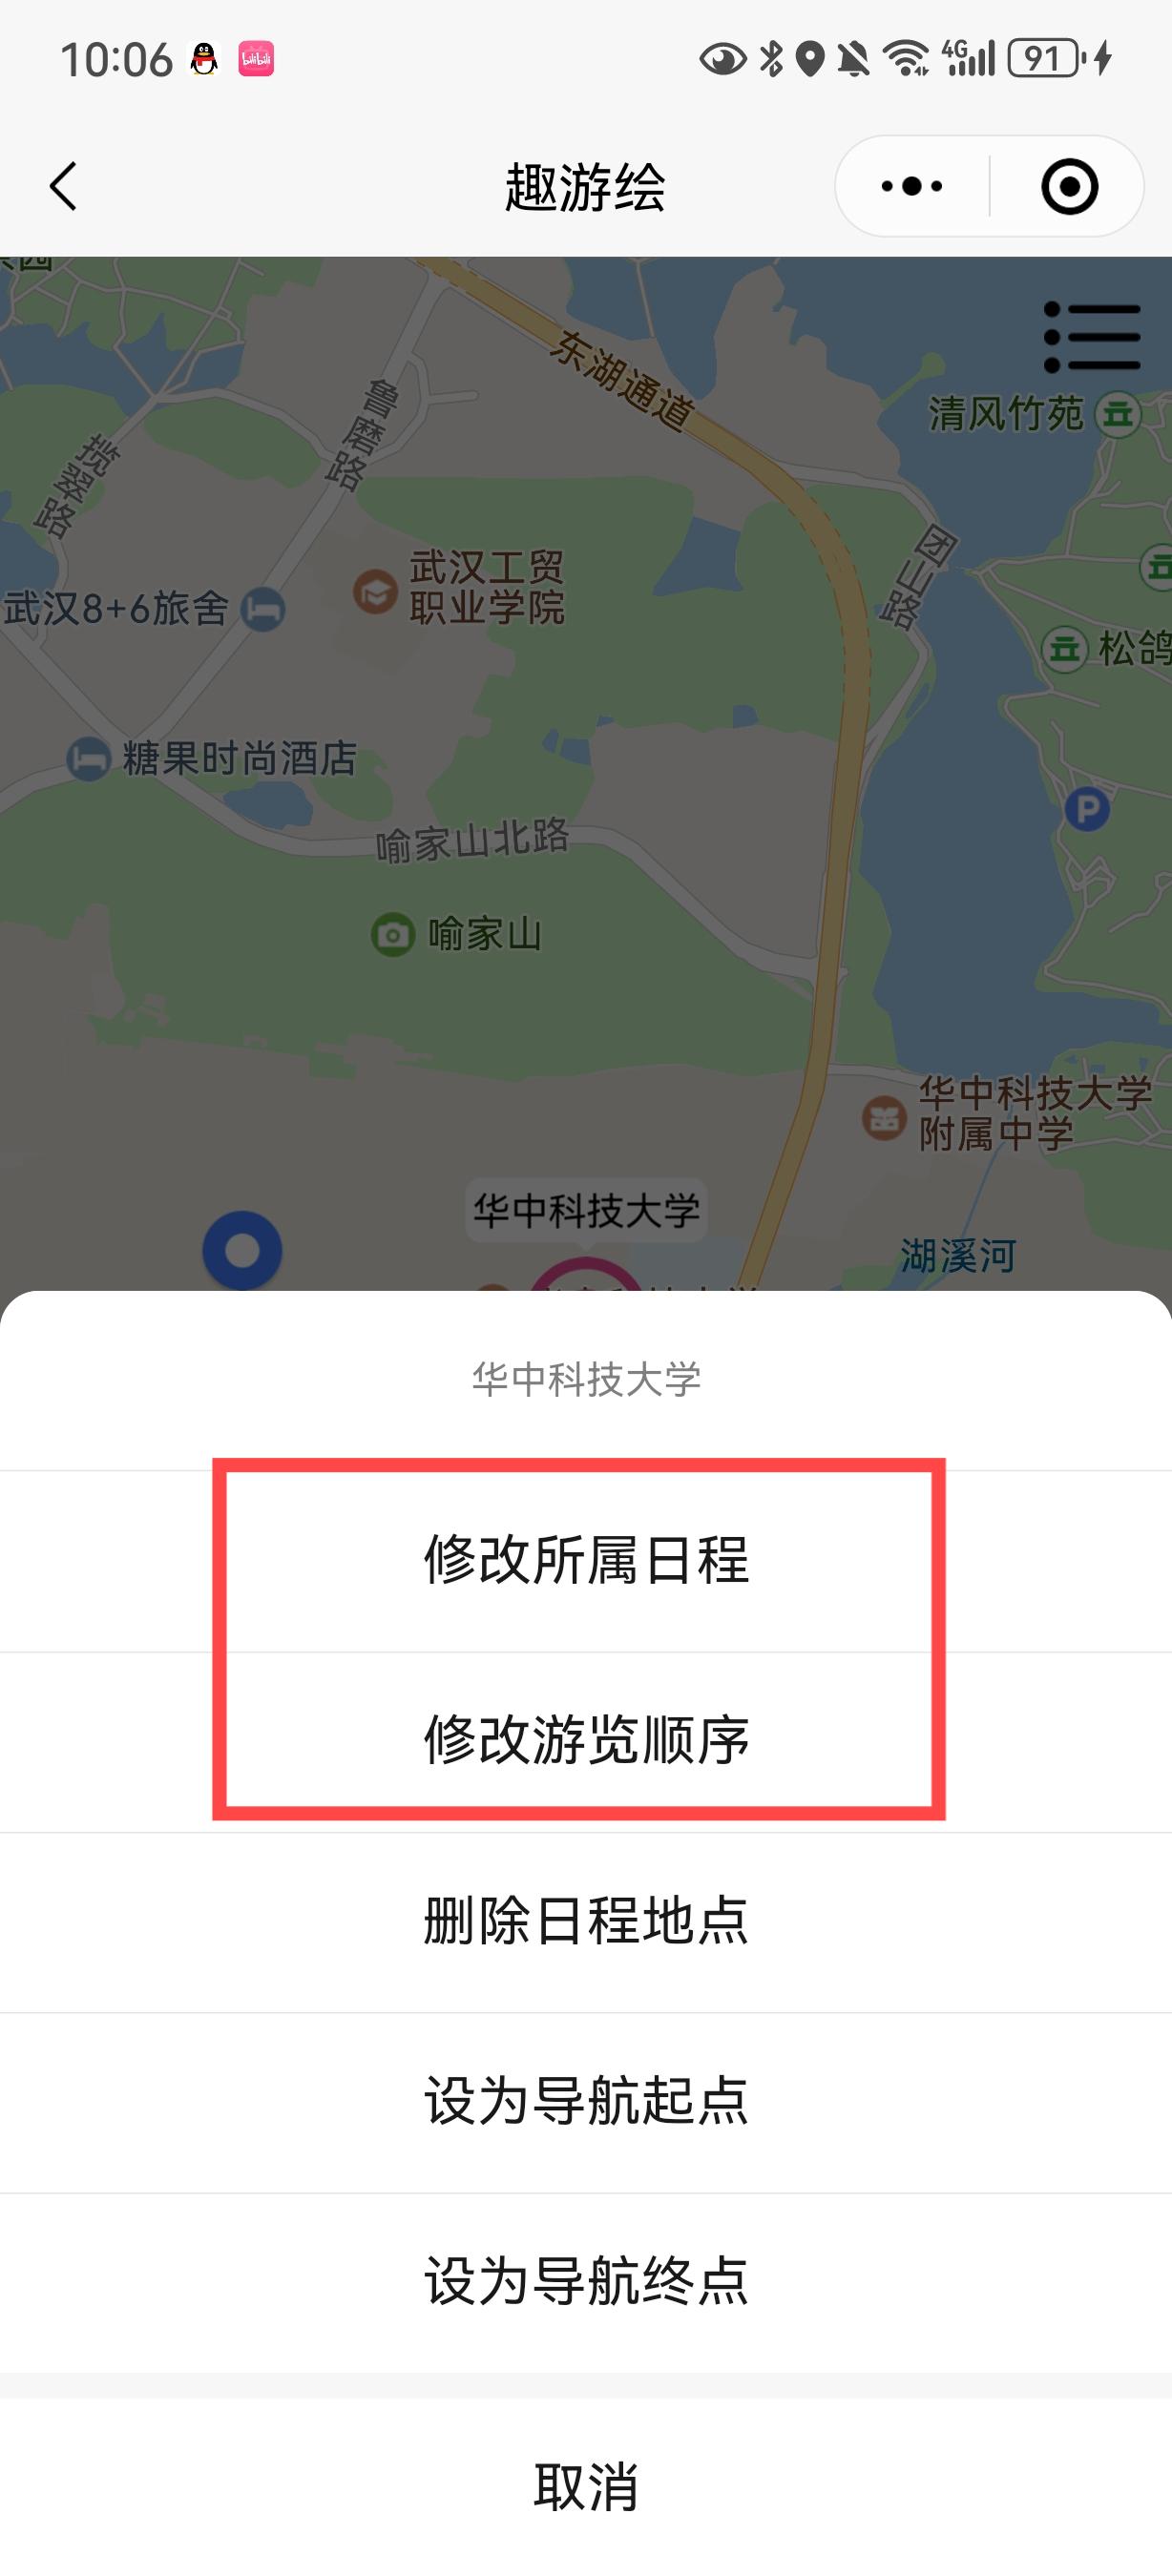 10:06
bilibili
4G
91
趣游绘
东湖通道
清风竹苑
鲁磨路
揽翠路
团山路
武汉工贸
职业学院
武汉8+6旅舍
松鸽
糖果时尚酒店
P
喻家山北路
喻家山
华中科技大学
附属中学
华中科技大学
湖溪河
华中科技大学
修改所属日程
修改游览顺序
删除日程地点
设为导航起点
设为导航终点
取消